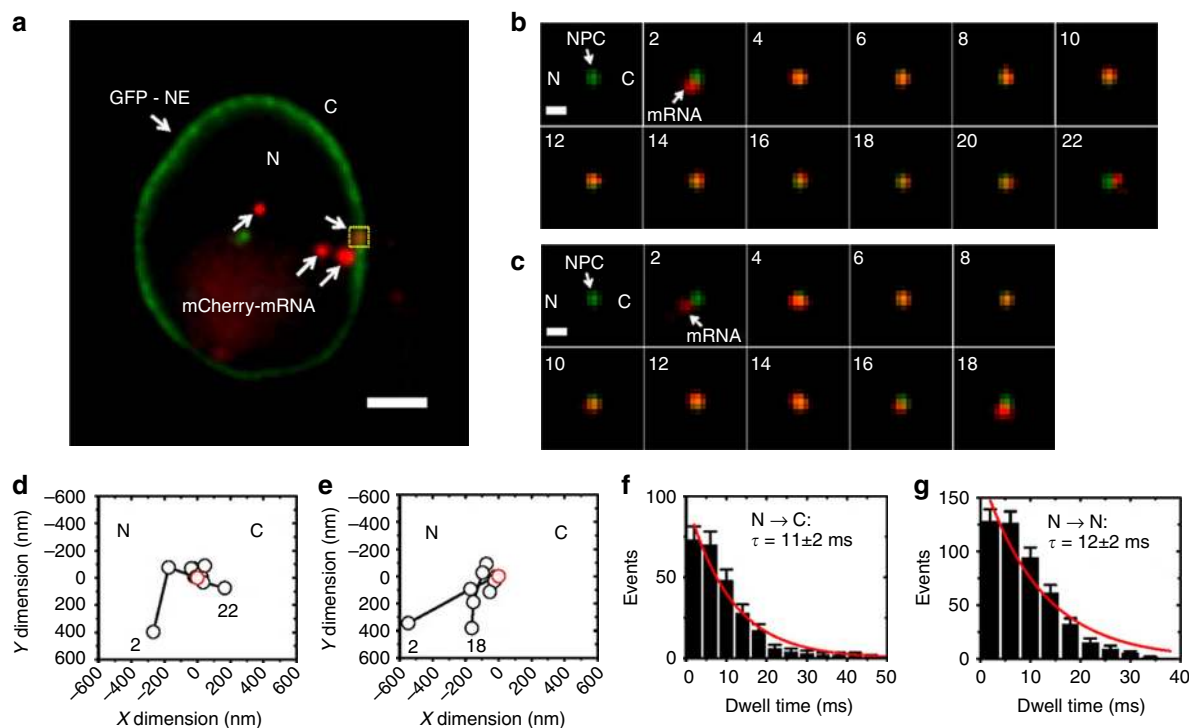 a
GFP - NE
C
N
mCherry-mRNA
b
NPC
N
C
mRNA
2
4
6
8
10
12
14
16
18
20
22
c
NPC
N
C
mRNA
2
4
6
8
10
12
14
16
18
d
Y dimension (nm)
−600
−400
−200
0
200
400
600
N
C
2
22
−600 −400 −200 0 200 400 600
X dimension (nm)
e
−600
−400
−200
0
200
400
600
N
C
2
18
−600 −400 −200 0 200 400 600
X dimension (nm)
f
Events
100
50
0
N → C:
τ = 11±2 ms
0 10 20 30 40 50
Dwell time (ms)
g
Events
150
100
50
0
N → N:
τ = 12±2 ms
0 10 20 30 40
Dwell time (ms)